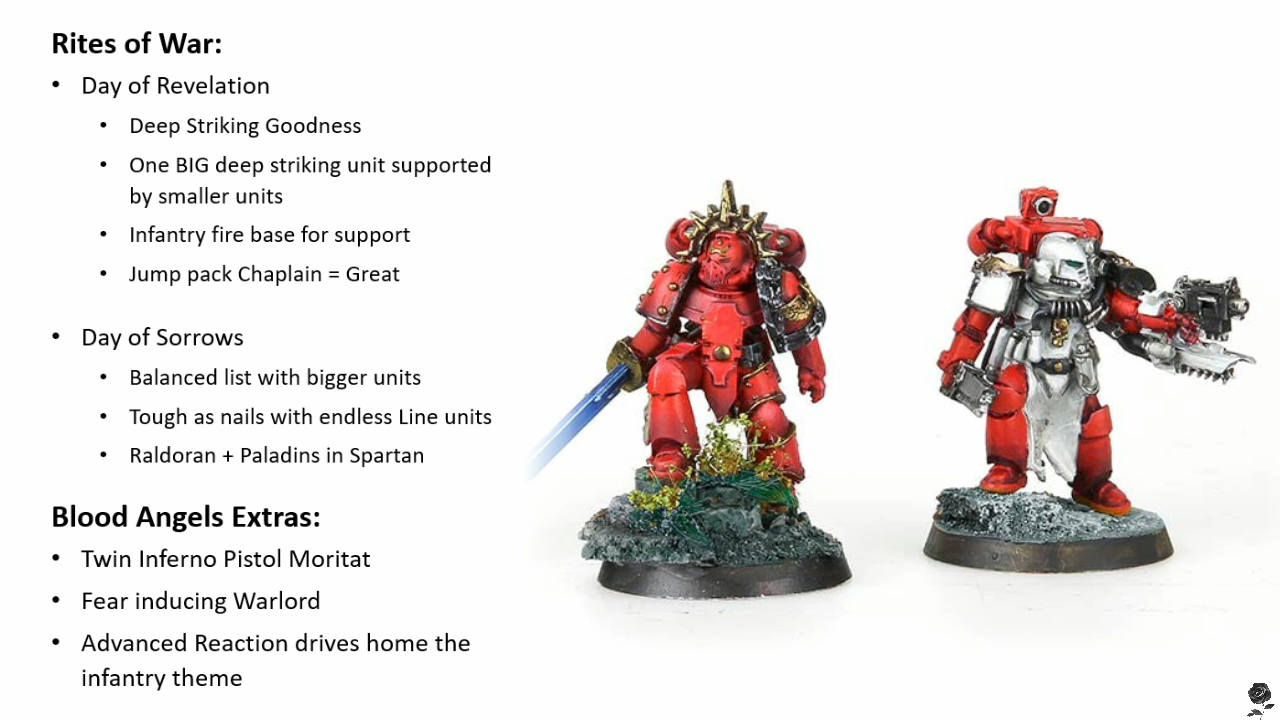 Rites of War:
• Day of Revelation
• Deep Striking Goodness
• One BIG deep striking unit supported
by smaller units
• Infantry fire base for support
• Jump pack Chaplain = Great
• Day of Sorrows
• Balanced list with bigger units
• Tough as nails with endless Line units
• Raldoran + Paladins in Spartan
Blood Angels Extras:
• Twin Inferno Pistol Moritat
• Fear inducing Warlord
• Advanced Reaction drives home the
infantry theme